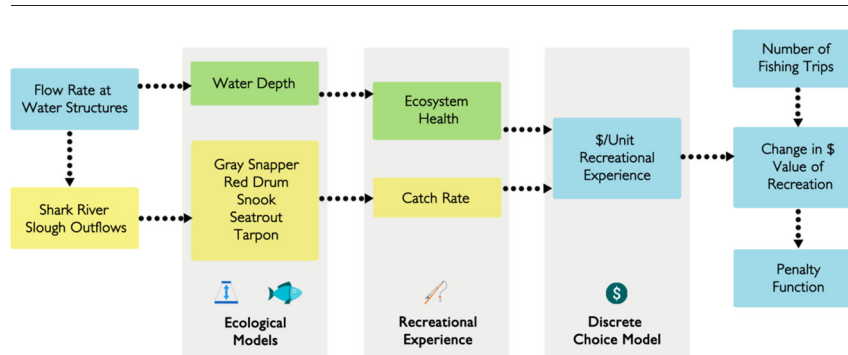 Flow Rate at
Water Structures
Shark River
Slough Outflows
Water Depth
Gray Snapper
Red Drum
Snook
Seatrout
Tarpon
Ecological
Models
Ecosystem
Health
Catch Rate
Recreational
Experience
$/Unit
Recreational
Experience
$
Discrete
Choice Model
Number of
Fishing Trips
Change in $
Value of
Recreation
Penalty
Function